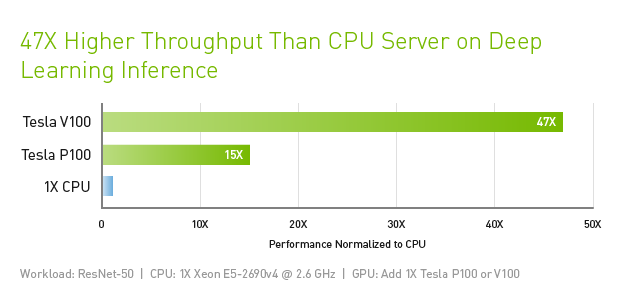 47X Higher Throughput Than CPU Server on Deep
Learning Inference
Tesla V100
47X
Tesla P100
15X
1X CPU
0 10X 20X 30X 40X 50X
Performance Normalized to CPU
Workload: ResNet-50 | CPU: 1X Xeon E5-2690v4 @ 2.6 GHz | GPU: Add 1X Tesla P100 or V100